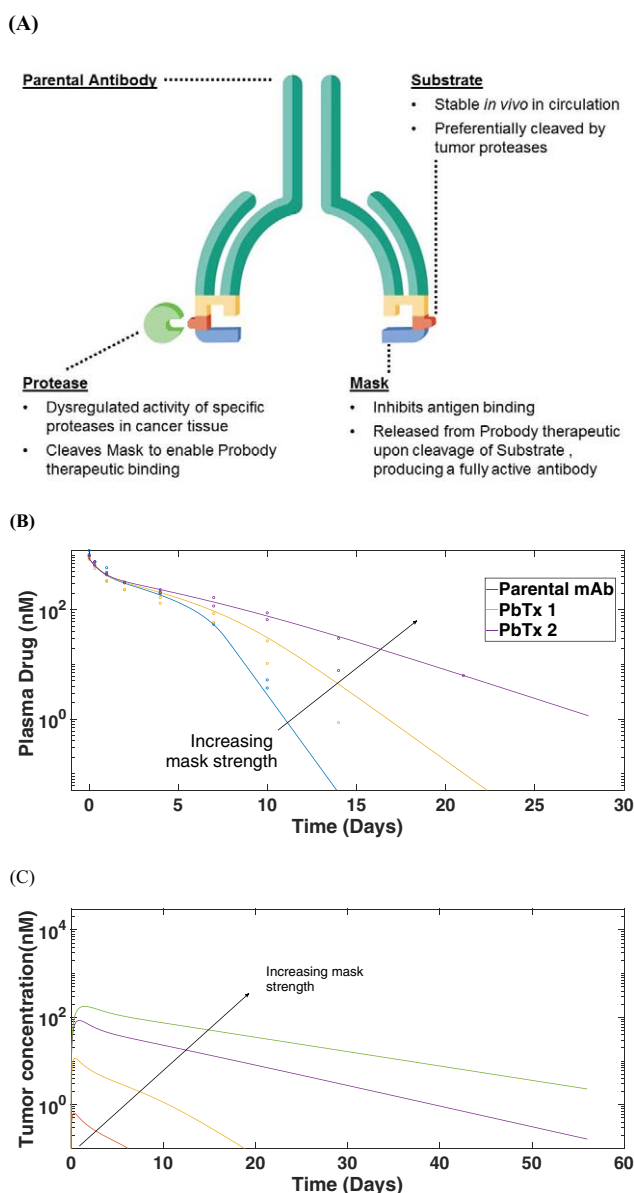 (A)
Parental Antibody
Substrate
• Stable in vivo in circulation
• Preferentially cleaved by
tumor proteases
Protease
• Dysregulated activity of specific
proteases in cancer tissue
• Cleaves Mask to enable Probody
therapeutic binding
Mask
• Inhibits antigen binding
• Released from Probody therapeutic
upon cleavage of Substrate ,
producing a fully active antibody
(B)
Plasma Drug (nM)
10^2
10^0
Parental mAb
PbTx 1
PbTx 2
Increasing
mask strength
0 5 10 15 20 25 30
Time (Days)
(C)
Tumor concentration(nM)
10^4
10^2
10^0
Increasing mask
strength
0 10 20 30 40 50 60
Time (Days)